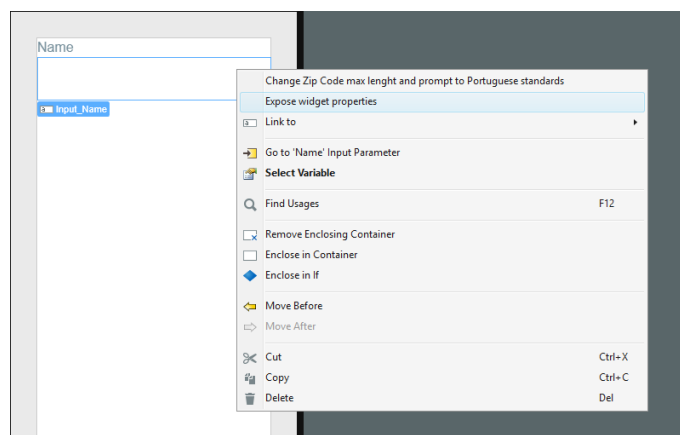 Name
Input_Name
Change Zip Code max lenght and prompt to Portuguese standards
Expose widget properties
Link to
Go to 'Name' Input Parameter
Select Variable
Find Usages F12
Remove Enclosing Container
Enclose in Container
Enclose in If
Move Before
Move After
Cut Ctrl+X
Copy Ctrl+C
Delete Del